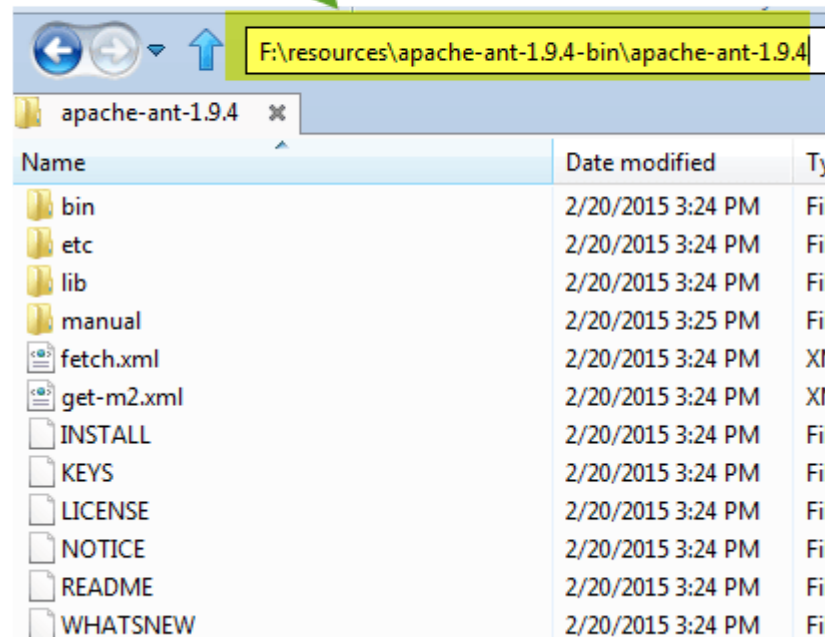 F:\resources\apache-ant-1.9.4-bin\apache-ant-1.9.4
apache-ant-1.9.4
Name Date modified
bin 2/20/2015 3:24 PM
etc 2/20/2015 3:24 PM
lib 2/20/2015 3:24 PM
manual 2/20/2015 3:25 PM
fetch.xml 2/20/2015 3:24 PM
get-m2.xml 2/20/2015 3:24 PM
INSTALL 2/20/2015 3:24 PM
KEYS 2/20/2015 3:24 PM
LICENSE 2/20/2015 3:24 PM
NOTICE 2/20/2015 3:24 PM
README 2/20/2015 3:24 PM
WHATSNEW 2/20/2015 3:24 PM